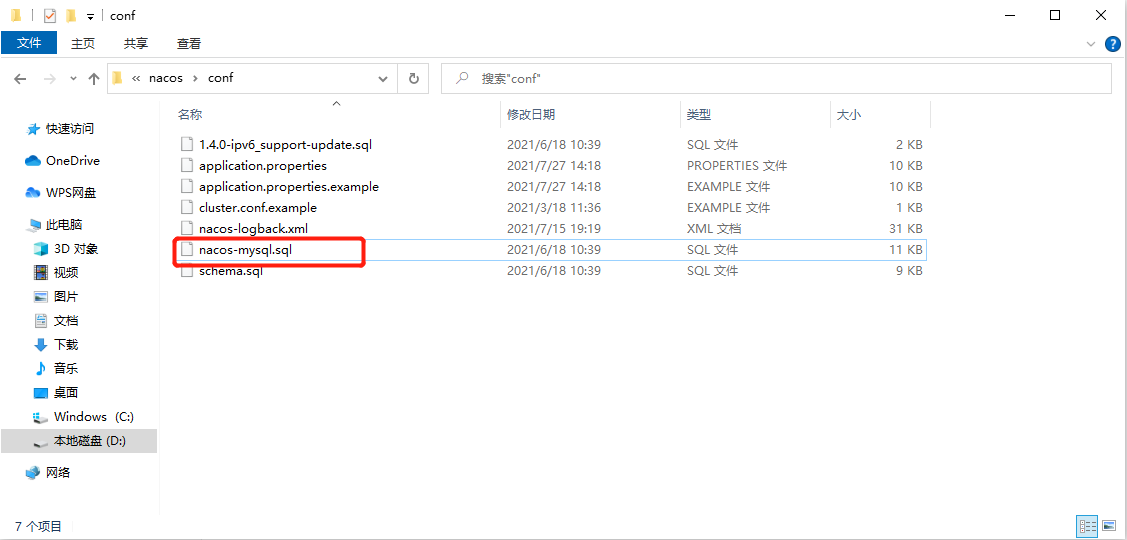 conf
文件 主页 共享 查看
« nacos › conf 搜索"conf"
名称 修改日期 类型 大小
快速访问
OneDrive
WPS网盘
此电脑
3D 对象
视频
图片
文档
下载
音乐
桌面
Windows (C:)
本地磁盘 (D:)
网络
1.4.0-ipv6_support-update.sql 2021/6/18 10:39 SQL 文件 2 KB
application.properties 2021/7/27 14:18 PROPERTIES 文件 10 KB
application.properties.example 2021/7/27 14:18 EXAMPLE 文件 10 KB
cluster.conf.example 2021/3/18 11:36 EXAMPLE 文件 1 KB
nacos-logback.xml 2021/7/15 19:19 XML 文档 31 KB
nacos-mysql.sql 2021/6/18 10:39 SQL 文件 11 KB
schema.sql 2021/6/18 10:39 SQL 文件 9 KB
7 个项目